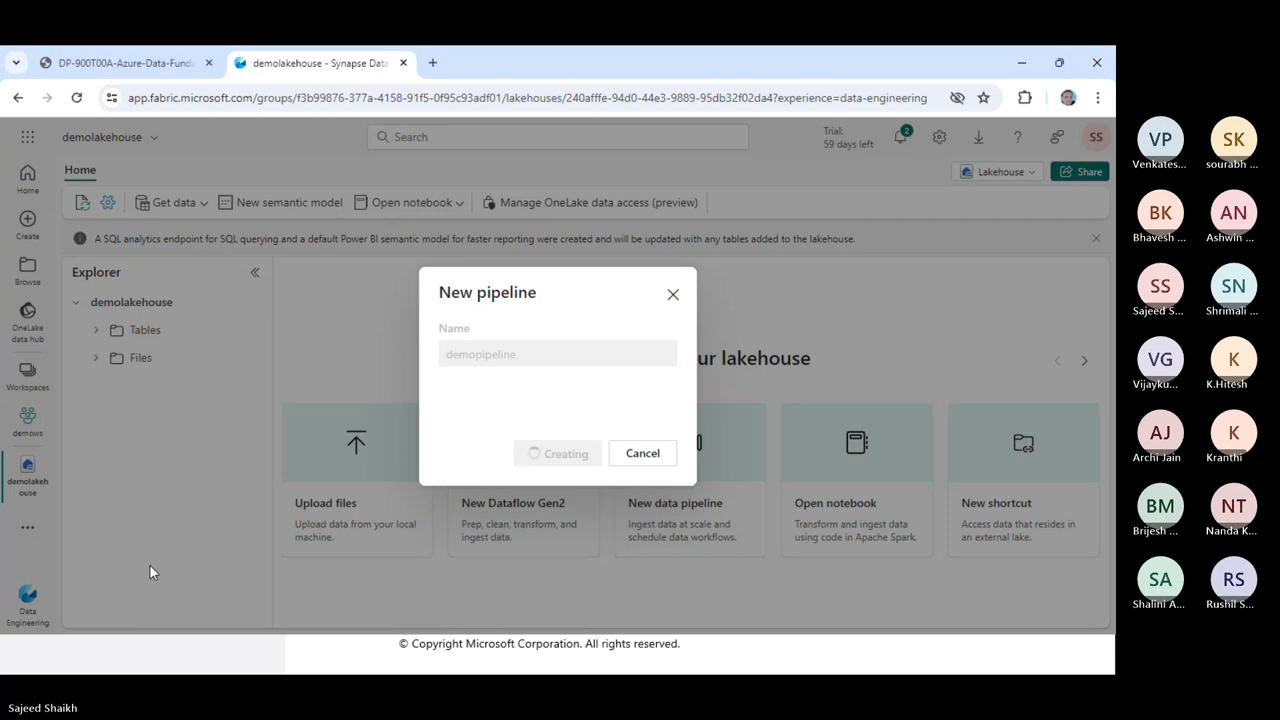 DP-900T00A-Azure-Data-Funda
demolakehouse - Synapse Data
app.fabric.microsoft.com/groups/f3b99876-377a-4158-91f5-0f95c93adf01/lakehouses/240afffe-94d0-44e3-9889-95db32f02da4?experience=data-engineering
demolakehouse
Search
Trial:
59 days left
2
SS
Home
Lakehouse
Share
Get data
New semantic model
Open notebook
Manage OneLake data access (preview)
A SQL analytics endpoint for SQL querying and a default Power BI semantic model for faster reporting were created and will be updated with any tables added to the lakehouse.
Home
Create
Browse
OneLake
data hub
Workspaces
demows
demolakeh
ouse
Data
Engineering
Explorer
demolakehouse
Tables
Files
New pipeline
Name
demopipeline
Creating
Cancel
ur lakehouse
Upload files
Upload data from your local
machine.
New Dataflow Gen2
Prep, clean, transform, and
ingest data.
New data pipeline
Ingest data at scale and
schedule data workflows.
Open notebook
Transform and ingest data
using code in Apache Spark.
New shortcut
Access data that resides in
an external lake.
© Copyright Microsoft Corporation. All rights reserved.
VP
Venkates...
SK
sourabh ...
BK
Bhavesh ...
AN
Ashwin ...
SS
Sajeed S...
SN
Shrimali ...
VG
Vijayku...
K
K.Hitesh
AJ
Archi Jain
K
Kranthi
BM
Brijesh ...
NT
Nanda K...
SA
Shalini A...
RS
Rushil S...
Sajeed Shaikh